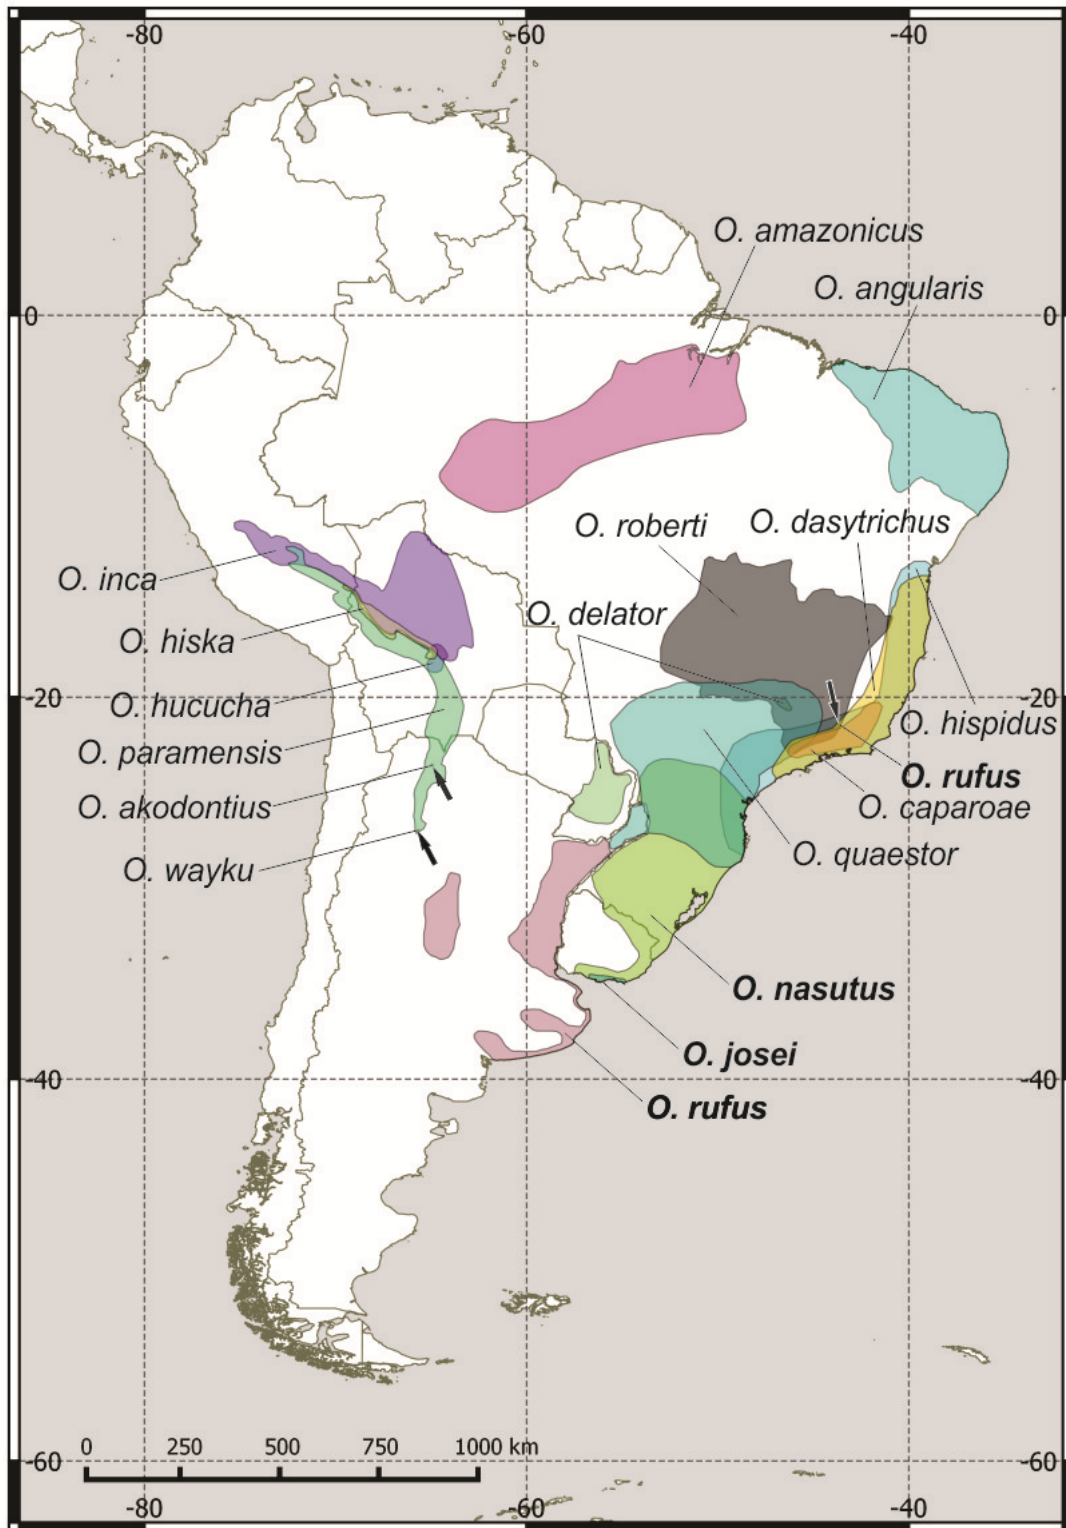 -80 -60 -40
O. amazonicus
O. angularis
0 0
O. roberti O. dasytrichus
O. inca
O. delator
O. hiska
-20 -20
O. hucucha
O. hispidus
O. paramensis
O. rufus
O. akodontius
O. caparoae
O. wayku
O. quaestor
O. nasutus
O. josei
-40 -40
O. rufus
0 250 500 750 1000 km
-60 -60
-80 -60 -40